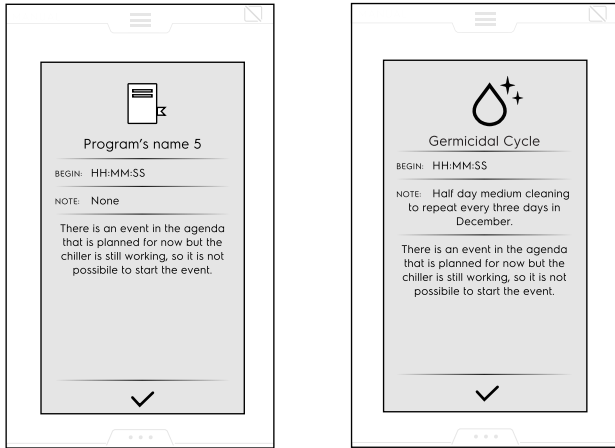 Program's name 5
BEGIN: HH:MM:SS
NOTE: None
There is an event in the agenda
that is planned for now but the
chiller is still working, so it is not
possibile to start the event.
Germicidal Cycle
BEGIN: HH:MM:SS
NOTE: Half day medium cleaning
to repeat every three days in
December.
There is an event in the agenda
that is planned for now but the
chiller is still working, so it is not
possibile to start the event.